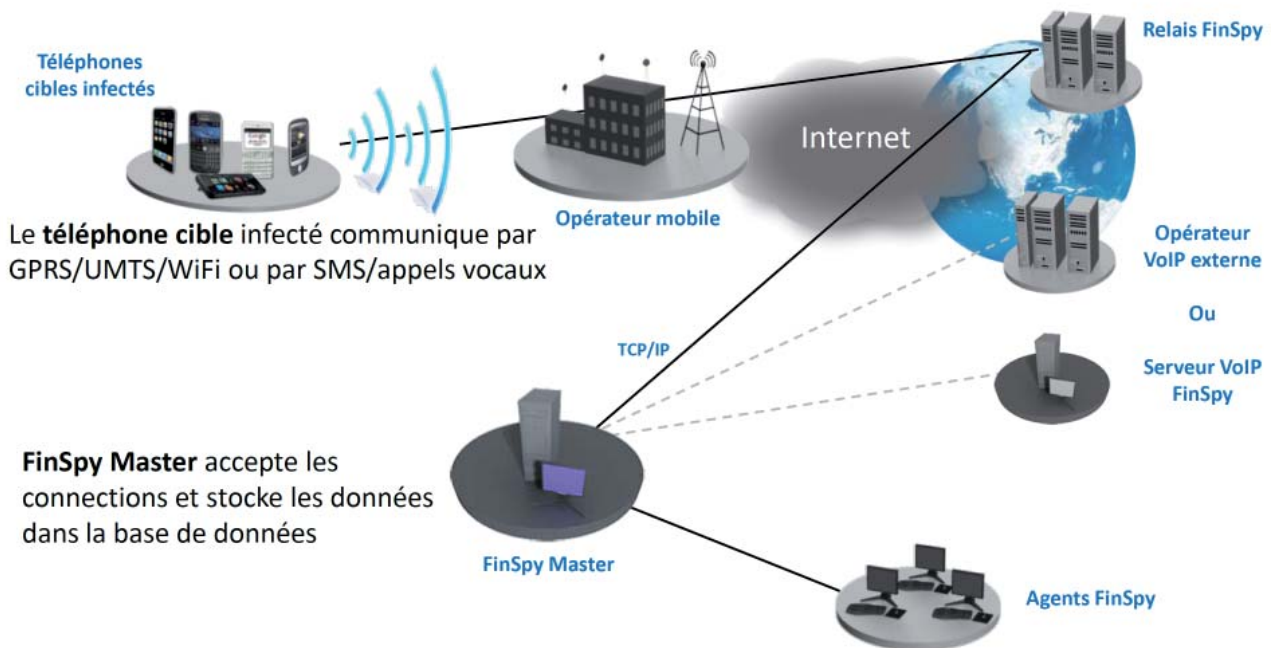 Téléphones
cibles infectés
Relais FinSpy
Internet
Opérateur mobile
Le téléphone cible infecté communique par
GPRS/UMTS/WiFi ou par SMS/appels vocaux
Opérateur
VoIP externe
Ou
TCP/IP
Serveur VoIP
FinSpy
FinSpy Master accepte les
connections et stocke les données
dans la base de données
FinSpy Master
Agents FinSpy